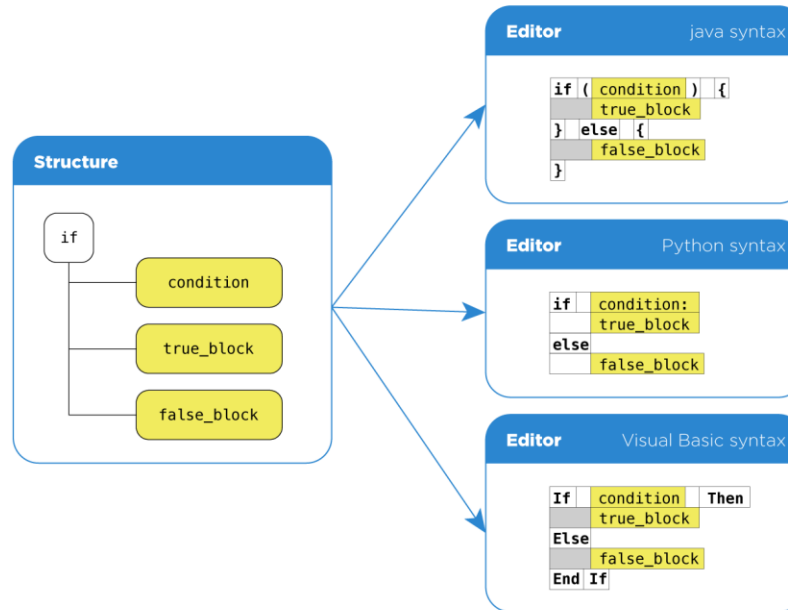 Structure
if
condition
true_block
false_block
Editor java syntax
if ( condition ) {
true_block
} else {
false_block
}
Editor Python syntax
if condition:
true_block
else
false_block
Editor Visual Basic syntax
If condition Then
true_block
Else
false_block
End If